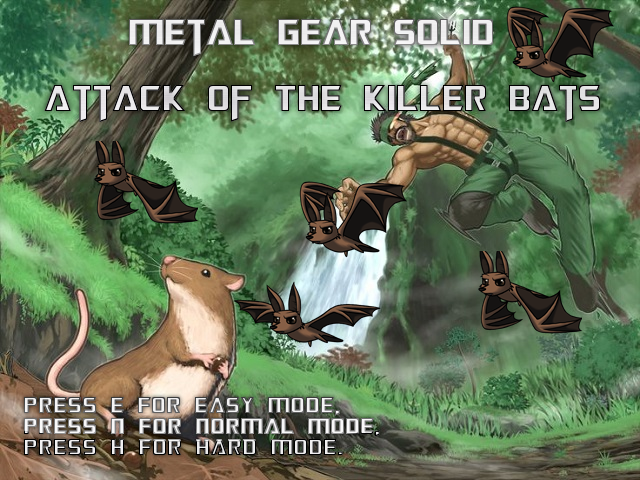 METAL GEAR SOLID
ATTACK OF THE KILLER BATS
PRESS E FOR EASY MODE.
PRESS N FOR NORMAL MODE.
PRESS H FOR HARD MODE.